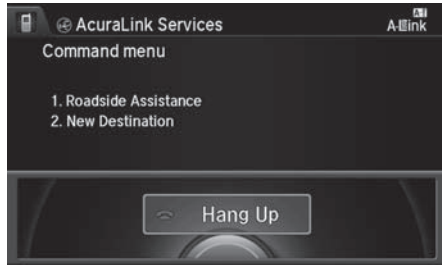 AcuraLink Services
A-Link
Command menu
1. Roadside Assistance
2. New Destination
Hang Up